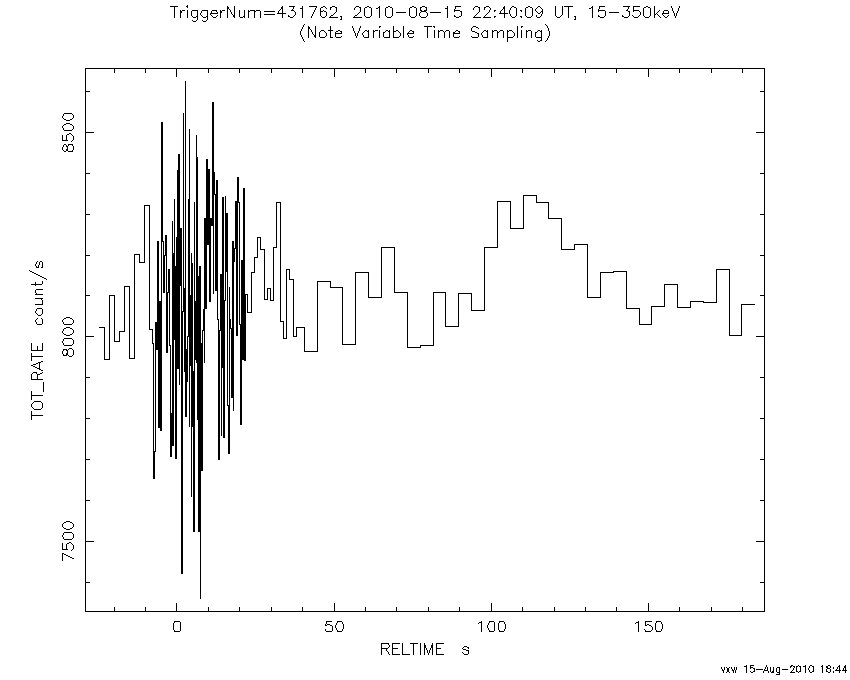 TriggerNum=431762, 2010-08-15 22:40:09 UT, 15-350keV
(Note Variable Time Sampling)
8500
8000
7500
TOT_RATE count/s
0 50 100 150
RELTIME s
vxw 15-Aug-2010 18:44